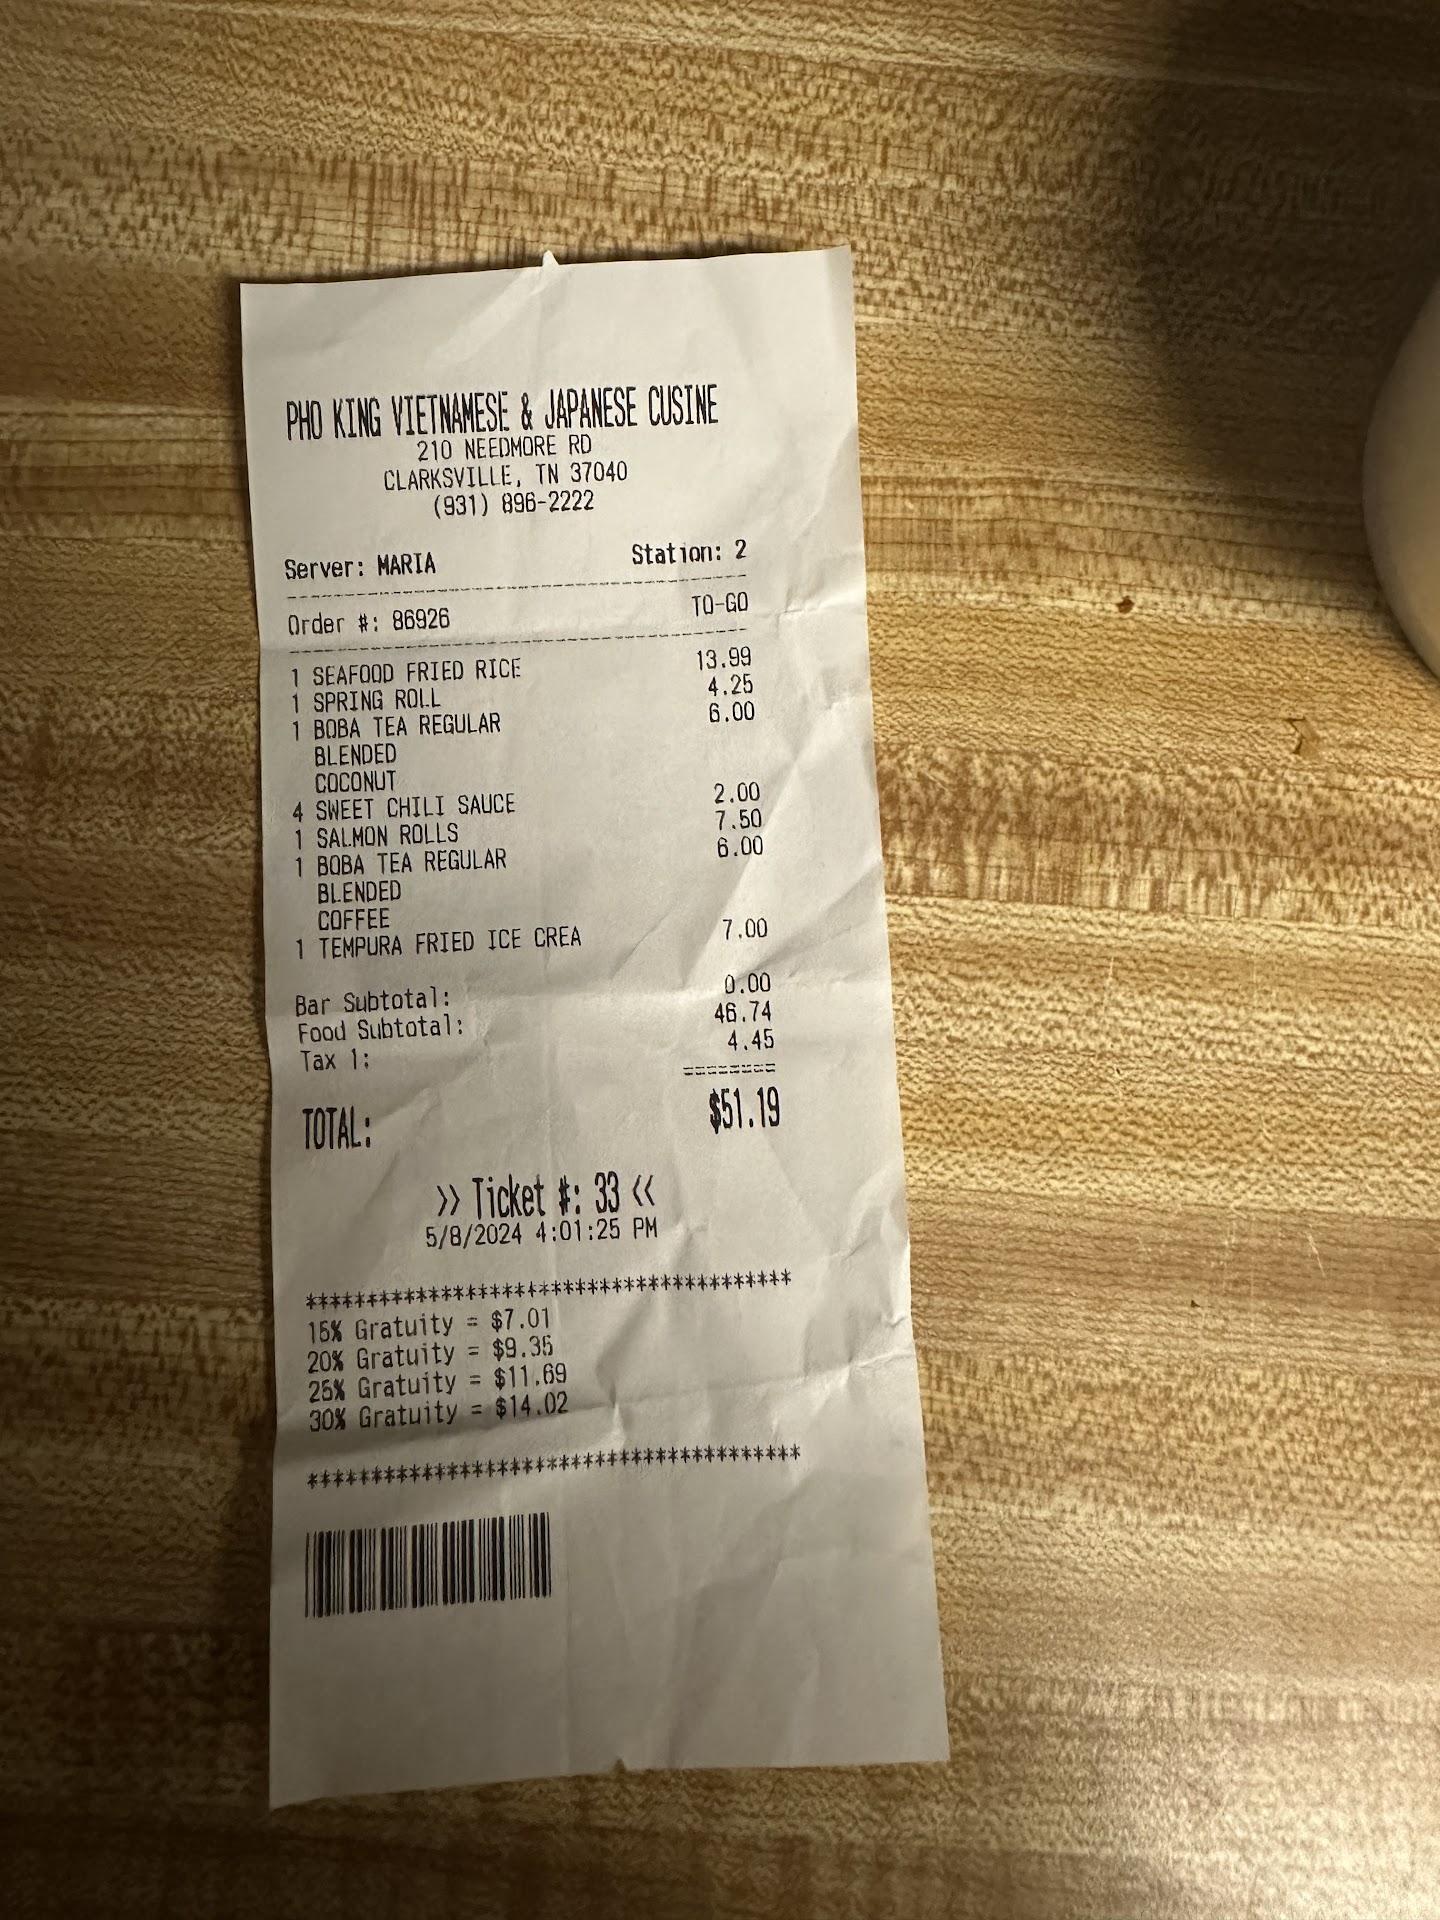 PHO KING VIETNAMESE & JAPANESE CUSINE
210 NEEDMORE RD
CLARKSVILLE, TN 37040
(931) 896-2222
Server: MARIA Station: 2
Order #: 86926 TO-GO
1 SEAFOOD FRIED RICE 13.99
1 SPRING ROLL 4.25
1 BOBA TEA REGULAR 6.00
BLENDED
COCONUT
4 SWEET CHILI SAUCE 2.00
1 SALMON ROLLS 7.50
1 BOBA TEA REGULAR 6.00
BLENDED
COFFEE
1 TEMPURA FRIED ICE CREA 7.00
Bar Subtotal: 0.00
Food Subtotal: 46.74
Tax 1: 4.45
========
TOTAL: $51.19
>> Ticket #: 33 <<
5/8/2024 4:01:25 PM
****************************************
15% Gratuity = $7.01
20% Gratuity = $9.35
25% Gratuity = $11.69
30% Gratuity = $14.02
****************************************